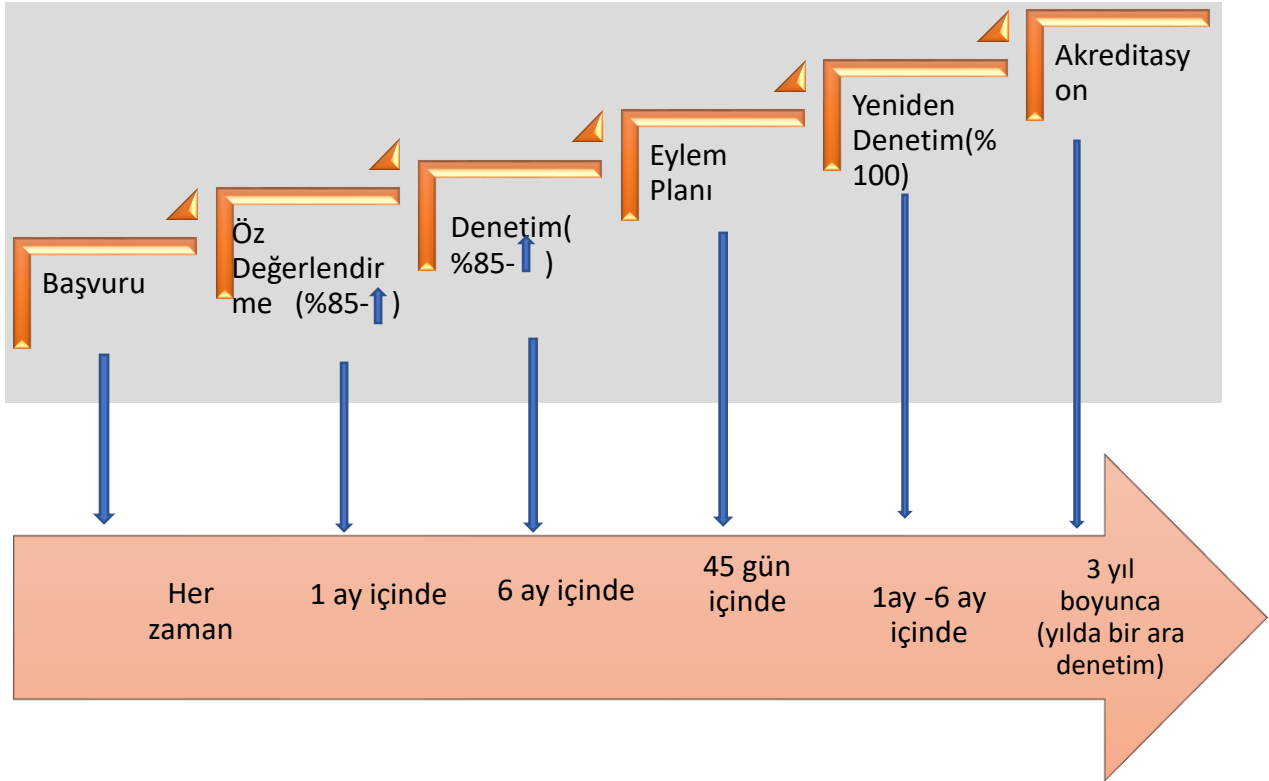 Başvuru
Öz
Değerlendir
me (%85- )
Denetim(
%85- )
Eylem
Planı
Yeniden
Denetim(%
100)
Akreditasy
on
Her
zaman
1 ay içinde
6 ay içinde
45 gün
içinde
1ay -6 ay
içinde
3 yıl
boyunca
(yılda bir ara
denetim)